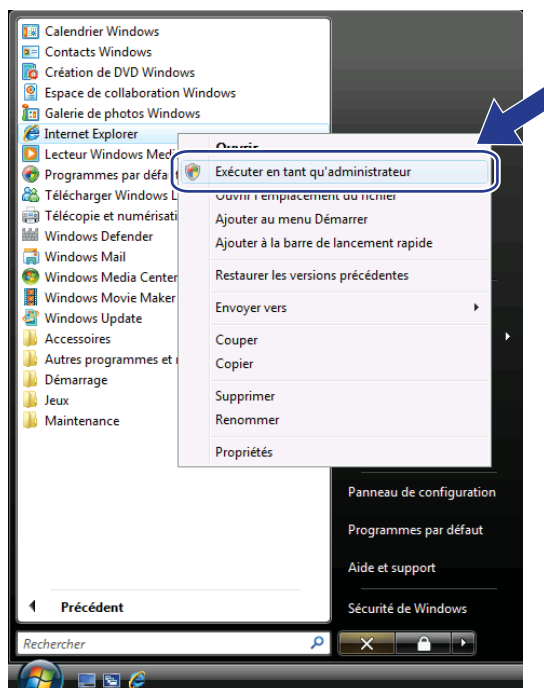 Calendrier Windows
Contacts Windows
Création de DVD Windows
Espace de collaboration Windows
Galerie de photos Windows
Internet Explorer
Lecteur Windows Medi
Programmes par défa
Télécharger Windows L
Télécopie et numérisati
Windows Defender
Windows Mail
Windows Media Center
Windows Movie Maker
Windows Update
Accessoires
Autres programmes et
Démarrage
Jeux
Maintenance
Précédent
Rechercher
Ouvrir
Exécuter en tant qu'administrateur
Ouvrir l'emplacement du fichier
Ajouter au menu Démarrer
Ajouter à la barre de lancement rapide
Restaurer les versions précédentes
Envoyer vers
Couper
Copier
Supprimer
Renommer
Propriétés
Panneau de configuration
Programmes par défaut
Aide et support
Sécurité de Windows